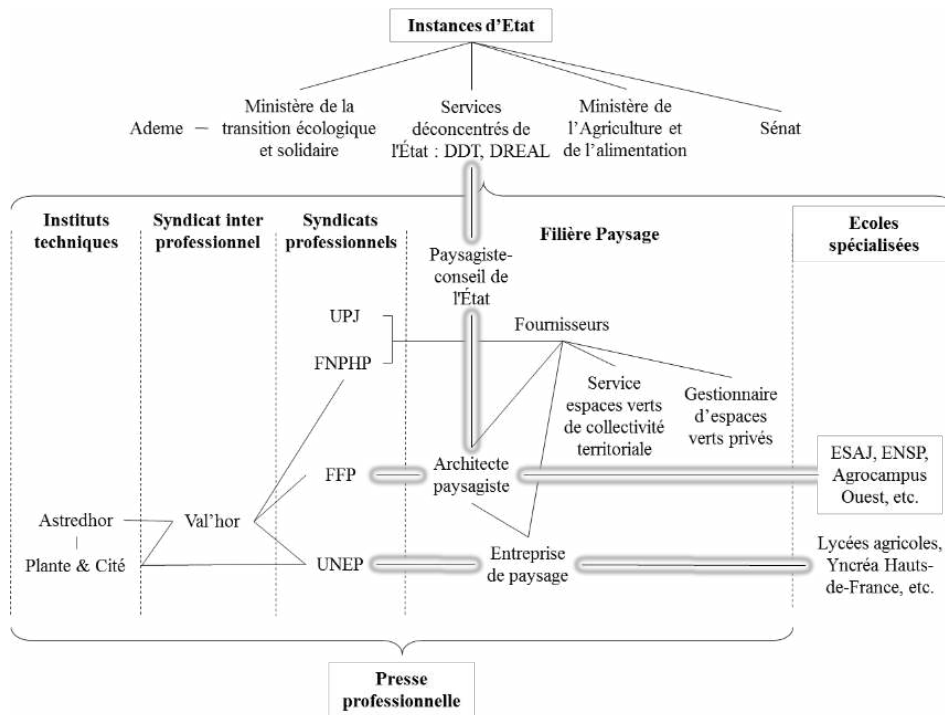 Instances d'Etat
Ademe
Ministère de la
transition écologique
et solidaire
Services
déconcentrés de
l'État : DDT, DREAL
Ministère de
l'Agriculture et
de l'alimentation
Sénat
Instituts
techniques
Syndicat inter
professionnel
Syndicats
professionnels
Filière Paysage
Ecoles
spécialisées
Paysagiste-
conseil de
l'État
UPJ
FNPHP
Fournisseurs
Service
espaces verts
de collectivité
territoriale
Gestionnaire
d'espaces
verts privés
FFP
Architecte
paysagiste
ESAJ, ENSP,
Agrocampus
Ouest, etc.
Astredhor
Val'hor
Plante & Cité
UNEP
Entreprise
de paysage
Lycées agricoles,
Yncréa Hauts-
de-France, etc.
Presse
professionnelle